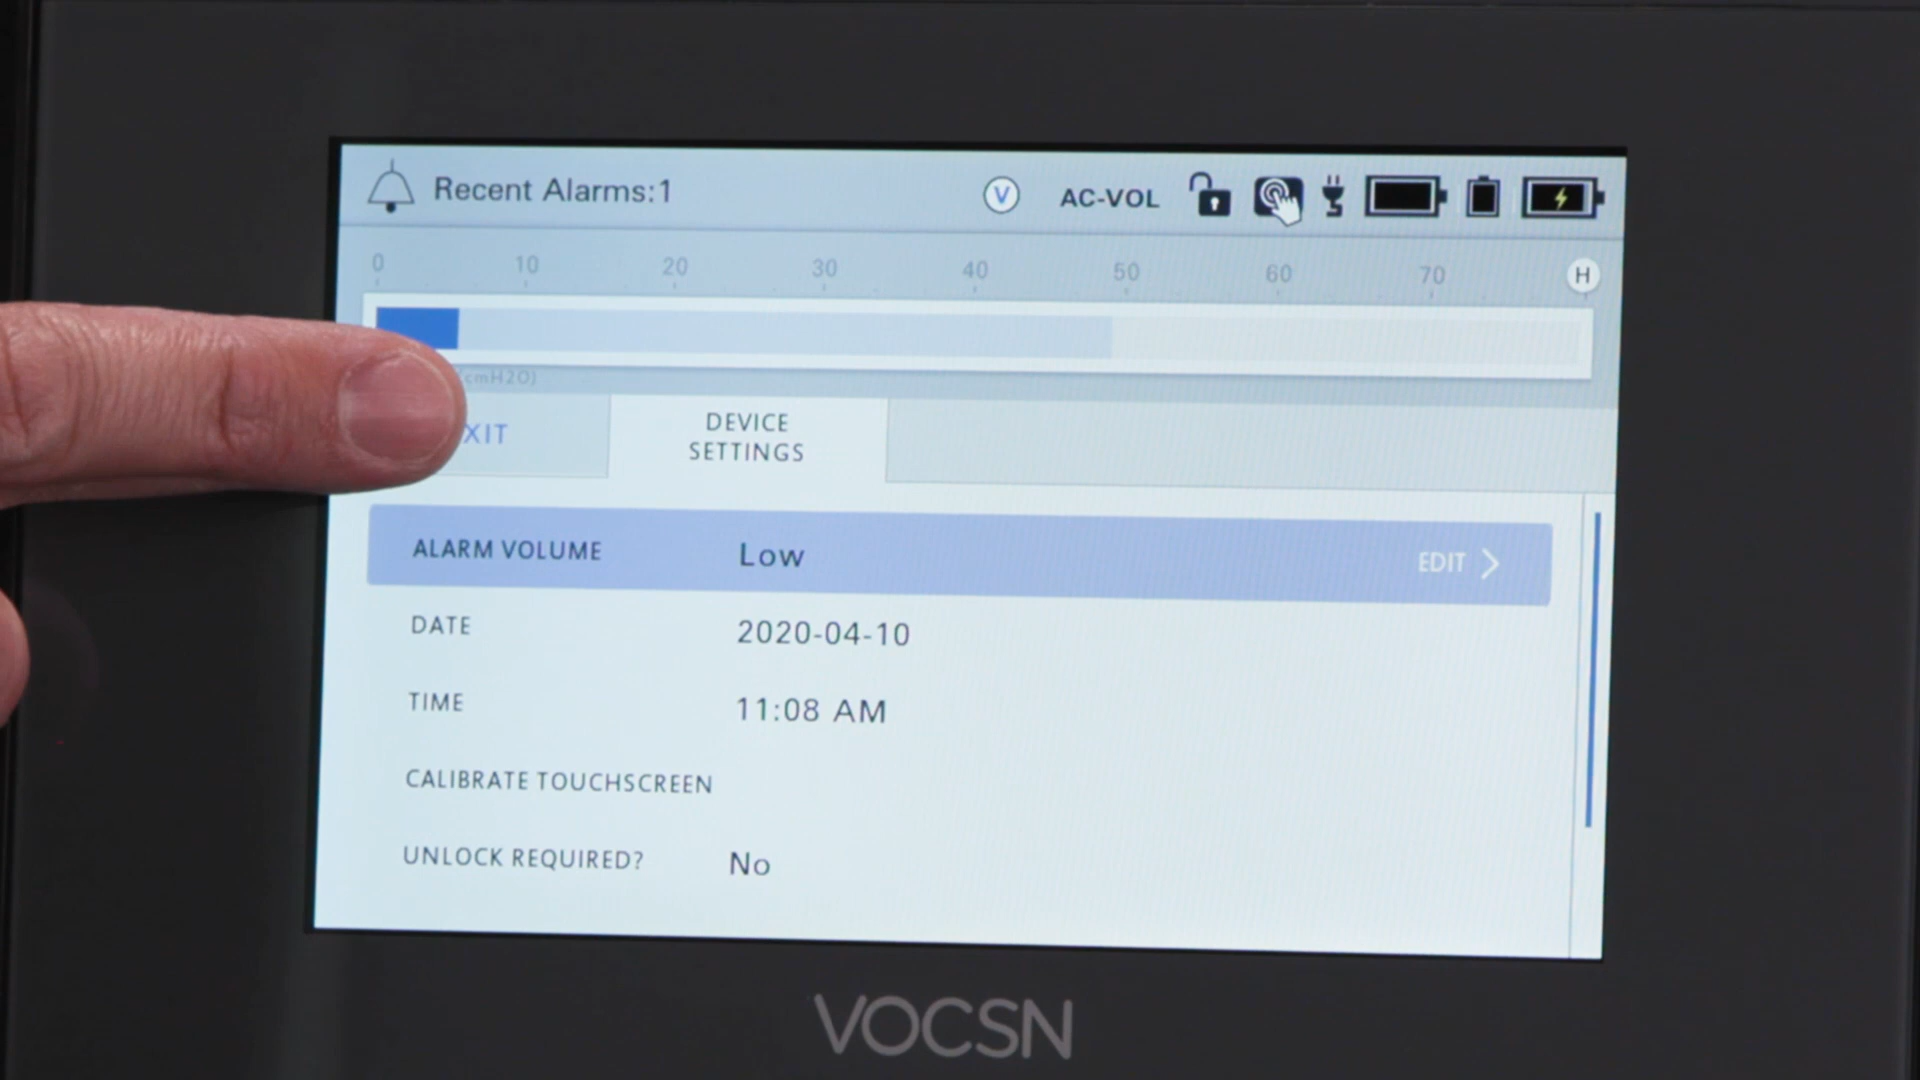 Recent Alarms:1
V
AC-VOL
0 10 20 30 40 50 60 70 H
(cmH2O)
XIT
DEVICE
SETTINGS
ALARM VOLUME Low EDIT
DATE 2020-04-10
TIME 11:08 AM
CALIBRATE TOUCHSCREEN
UNLOCK REQUIRED? No
VOCSN